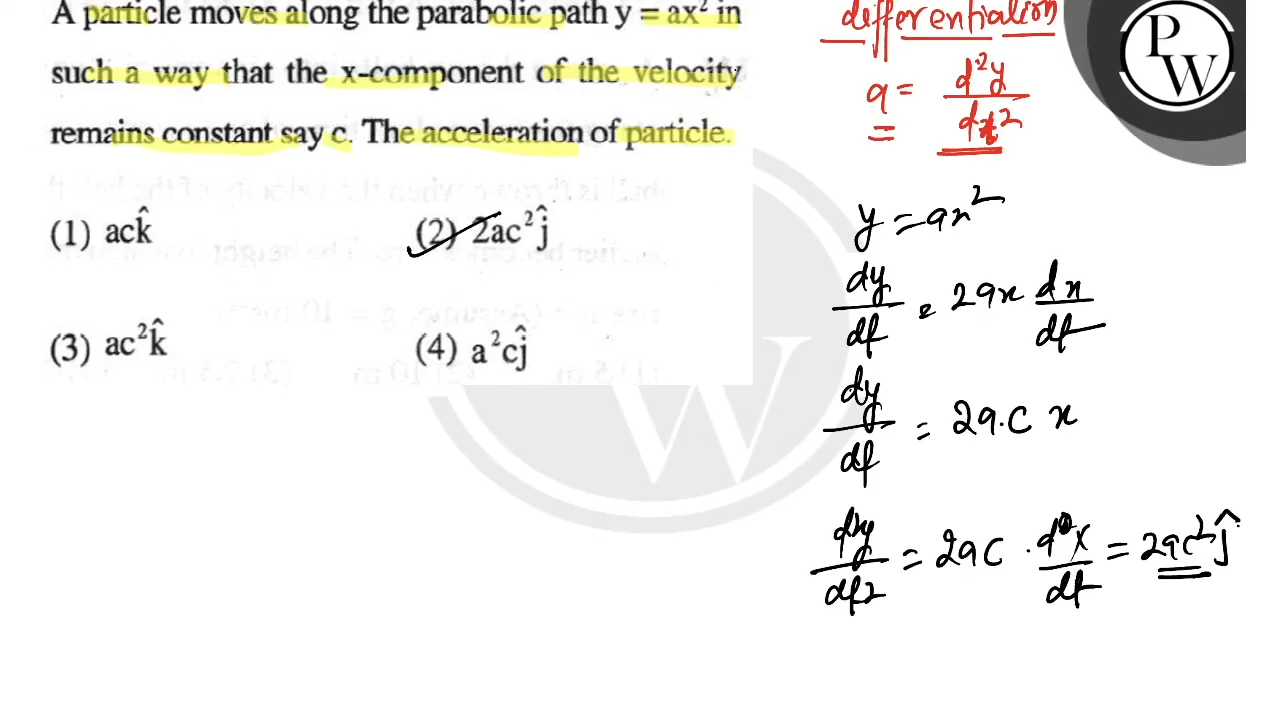 A particle moves along the parabolic path y = ax² in
such a way that the x-component of the velocity
remains constant say c. The acceleration of particle.
(1) ack̂
(2) 2ac²ĵ
(3) ac²k̂
(4) a²cĵ
differentiation
a = d²y/dt²
PW
y = ax²
dy/dt = 2ax dx/dt
dy/dt = 2a.c x
d²y/dt2 = 2ac . dx/dt = 2ac²ĵ